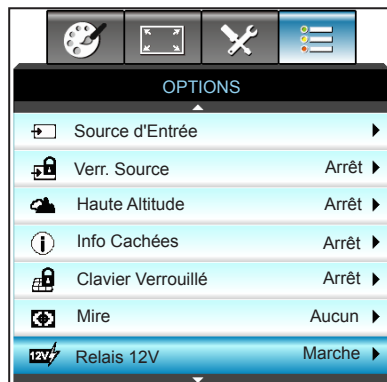 OPTIONS
Source d'Entrée
Verr. Source Arrêt
Haute Altitude Arrêt
Info Cachées Arrêt
Clavier Verrouillé Arrêt
Mire Aucun
12V Relais 12V Marche